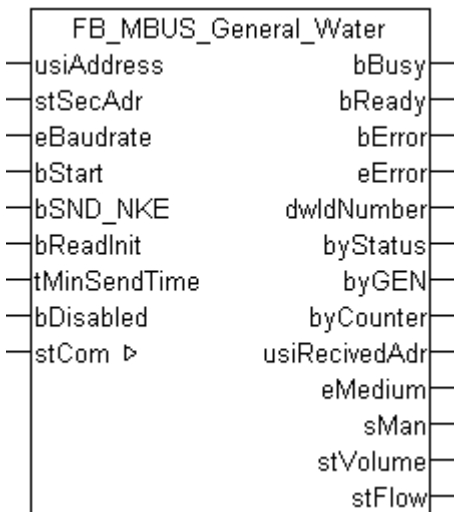 FB_MBUS_General_Water
usiAddress bBusy
stSecAdr bReady
eBaudrate bError
bStart eError
bSND_NKE dwIdNumber
bReadInit byStatus
tMinSendTime byGEN
bDisabled byCounter
stCom ▷ usiRecivedAdr
eMedium
sMan
stVolume
stFlow